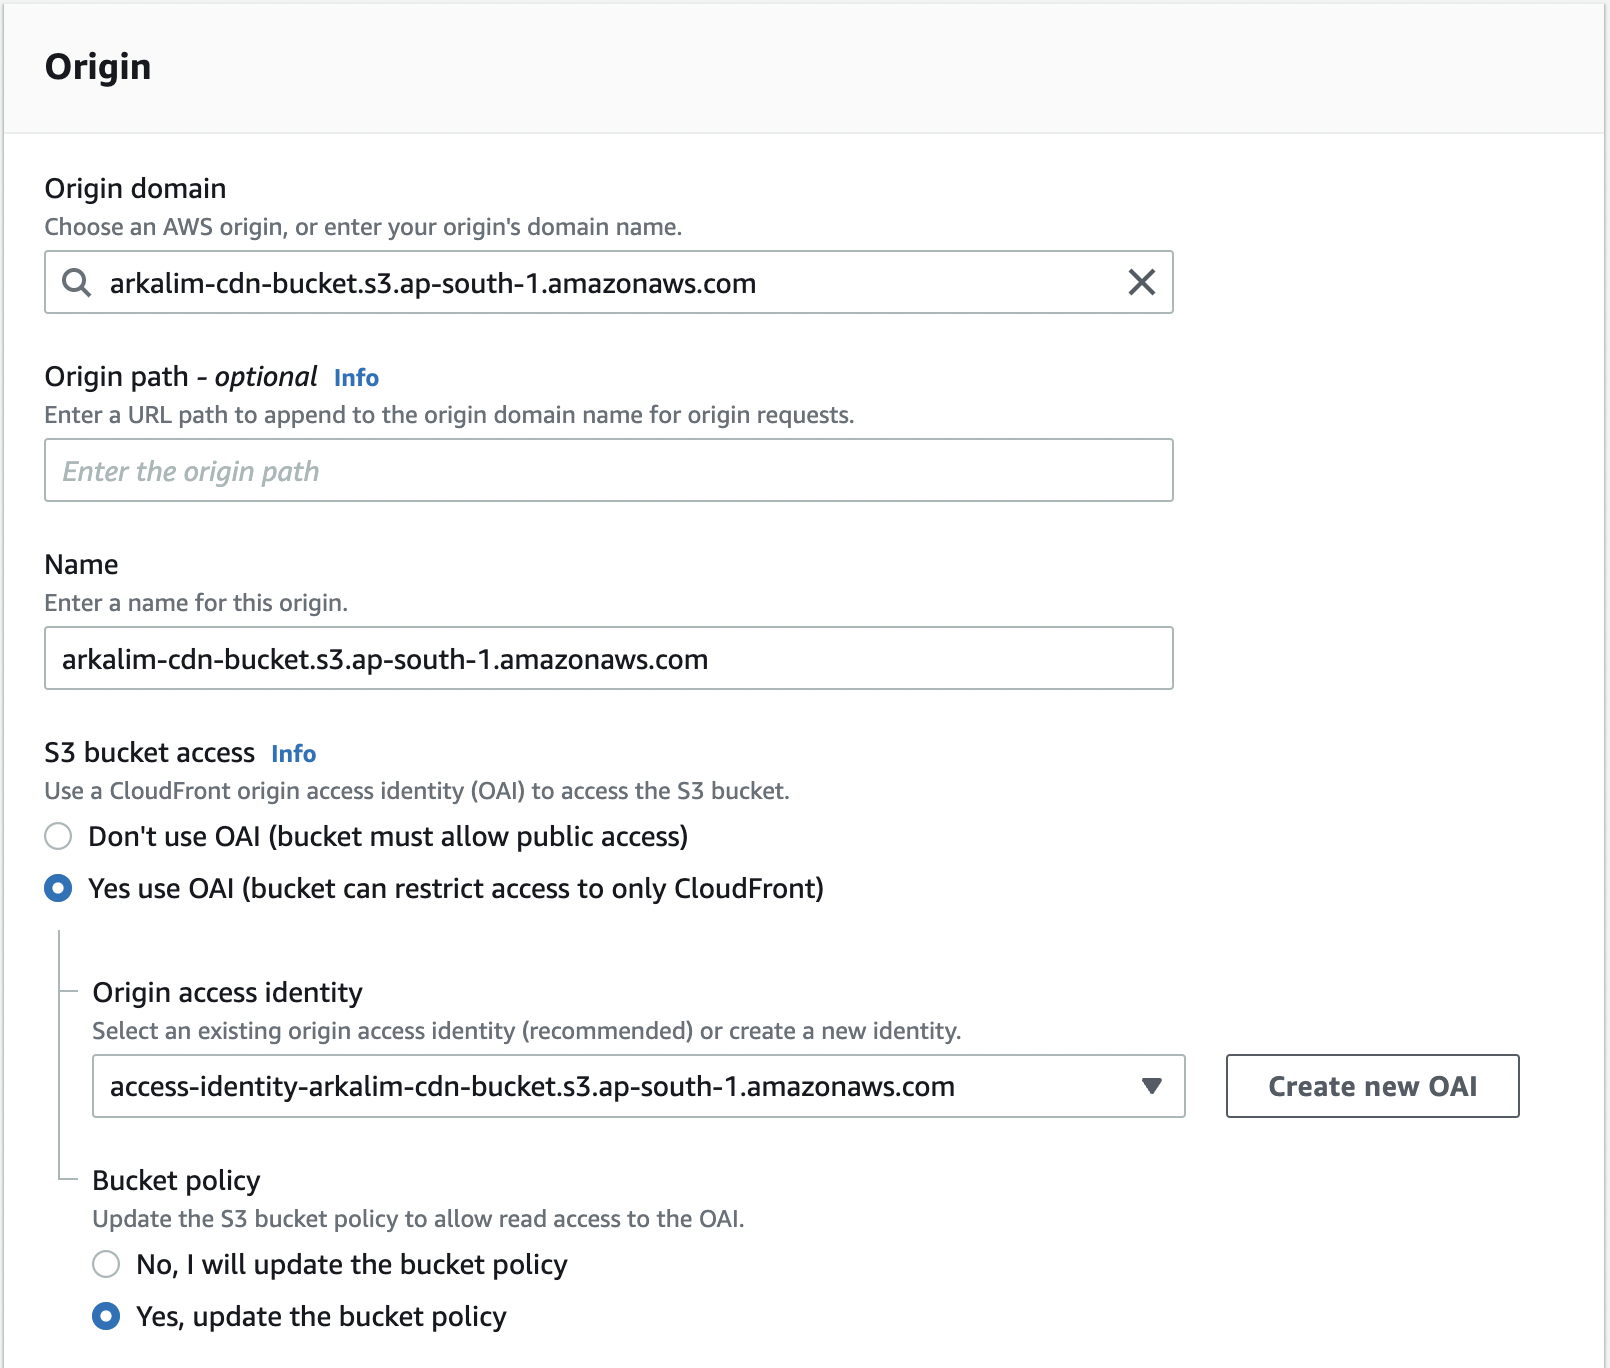 Origin
Origin domain
Choose an AWS origin, or enter your origin's domain name.
arkalim-cdn-bucket.s3.ap-south-1.amazonaws.com
Origin path - optional Info
Enter a URL path to append to the origin domain name for origin requests.
Enter the origin path
Name
Enter a name for this origin.
arkalim-cdn-bucket.s3.ap-south-1.amazonaws.com
S3 bucket access Info
Use a CloudFront origin access identity (OAI) to access the S3 bucket.
Don't use OAI (bucket must allow public access)
Yes use OAI (bucket can restrict access to only CloudFront)
Origin access identity
Select an existing origin access identity (recommended) or create a new identity.
access-identity-arkalim-cdn-bucket.s3.ap-south-1.amazonaws.com Create new OAI
Bucket policy
Update the S3 bucket policy to allow read access to the OAI.
No, I will update the bucket policy
Yes, update the bucket policy